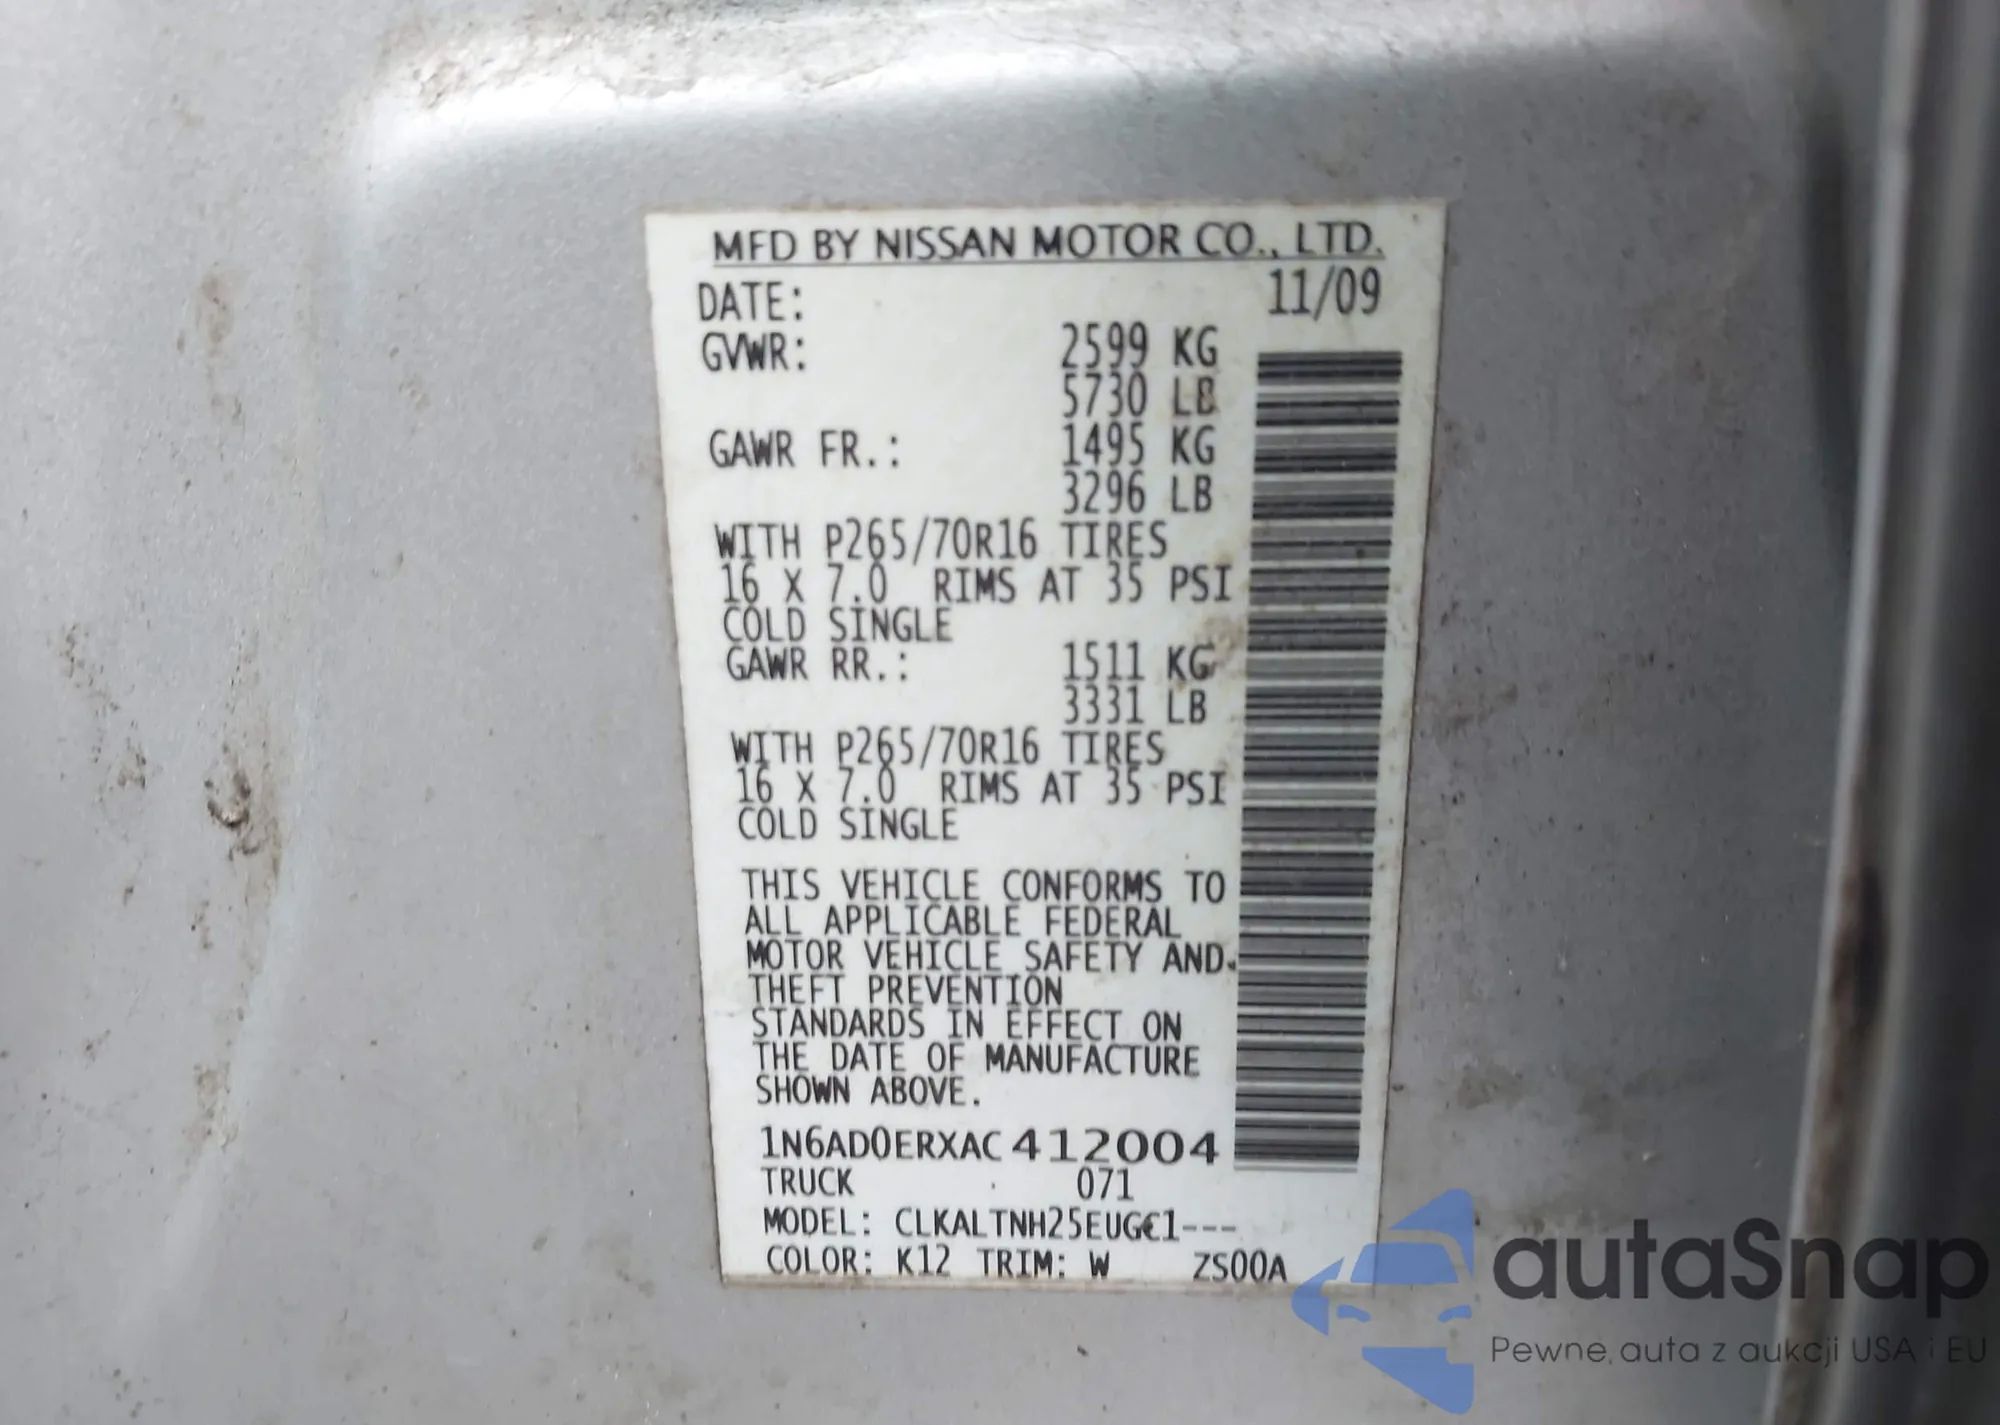 MFD BY NISSAN MOTOR CO., LTD.
DATE: 11/09
GVWR: 2599 KG
5730 LB
GAWR FR.: 1495 KG
3296 LB
WITH P265/70R16 TIRES
16 X 7.0 RIMS AT 35 PSI
COLD SINGLE
GAWR RR.: 1511 KG
3331 LB
WITH P265/70R16 TIRES
16 X 7.0 RIMS AT 35 PSI
COLD SINGLE
THIS VEHICLE CONFORMS TO
ALL APPLICABLE FEDERAL
MOTOR VEHICLE SAFETY AND
THEFT PREVENTION
STANDARDS IN EFFECT ON
THE DATE OF MANUFACTURE
SHOWN ABOVE.
1N6AD0ERXAC412004
TRUCK 071
MODEL: CLKALTNH25EUGC1---
COLOR: K12 TRIM: W ZS00A
autaSnap
Pewne auta z aukcji USA i EU